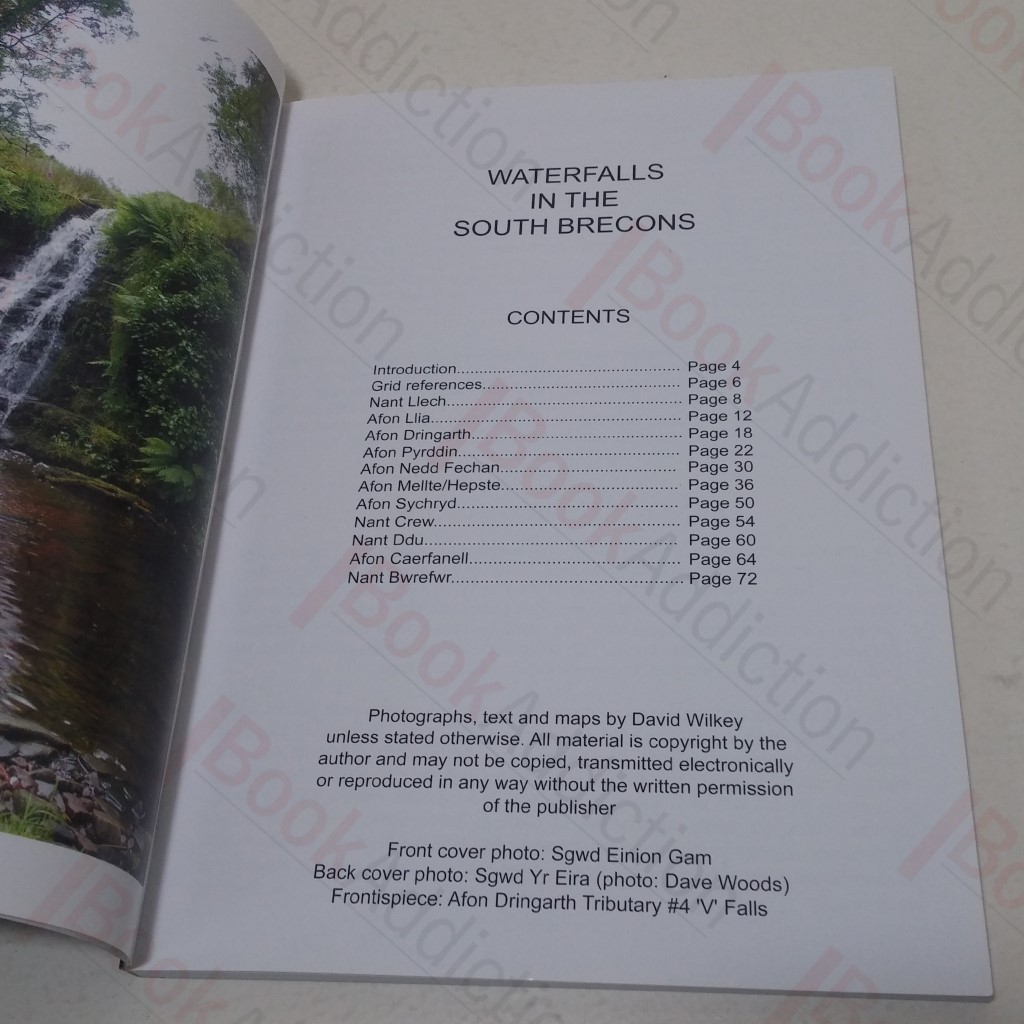 WATERFALLS
IN THE
SOUTH BRECONS
CONTENTS
Introduction................................................ Page 4
Grid references.......................................... Page 6
Nant Llech.................................................. Page 8
Afon Llia..................................................... Page 12
Afon Dringarth............................................. Page 18
Afon Pyrddin............................................... Page 22
Afon Nedd Fechan...................................... Page 30
Afon Mellte/Hepste...................................... Page 36
Afon Sychryd............................................... Page 50
Nant Crew.................................................... Page 54
Nant Ddu...................................................... Page 60
Afon Caerfanell............................................. Page 64
Nant Bwrefwr................................................. Page 72
Photographs, text and maps by David Wilkey
unless stated otherwise. All material is copyright by the
author and may not be copied, transmitted electronically
or reproduced in any way without the written permission
of the publisher
Front cover photo: Sgwd Einion Gam
Back cover photo: Sgwd Yr Eira (photo: Dave Woods)
Frontispiece: Afon Dringarth Tributary #4 'V' Falls
BookAddiction
BookAddiction
BookAddiction
BookAddiction
BookAddiction